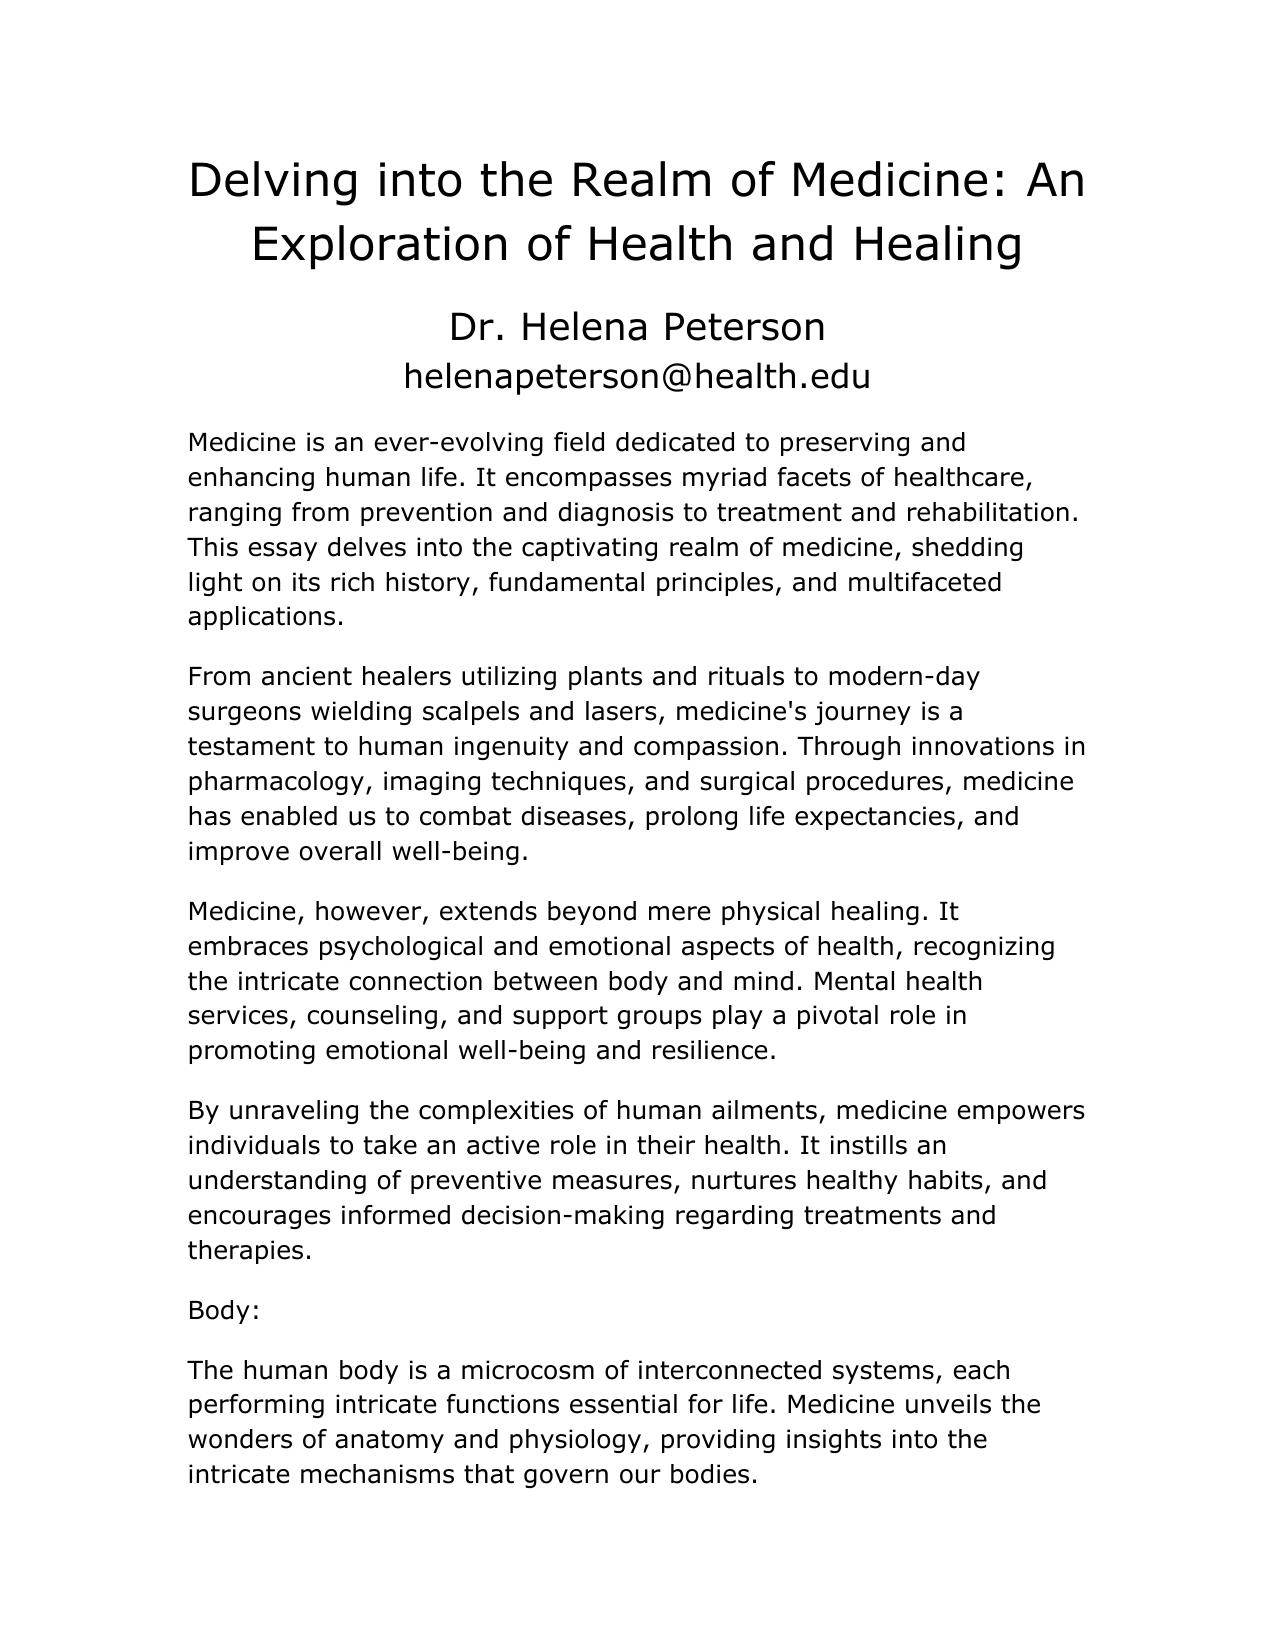 Delving into the Realm of Medicine: An
Exploration of Health and Healing
Dr. Helena Peterson
helenapeterson@health.edu
Medicine is an ever-evolving field dedicated to preserving and
enhancing human life. It encompasses myriad facets of healthcare,
ranging from prevention and diagnosis to treatment and rehabilitation.
This essay delves into the captivating realm of medicine, shedding
light on its rich history, fundamental principles, and multifaceted
applications.
From ancient healers utilizing plants and rituals to modern-day
surgeons wielding scalpels and lasers, medicine's journey is a
testament to human ingenuity and compassion. Through innovations in
pharmacology, imaging techniques, and surgical procedures, medicine
has enabled us to combat diseases, prolong life expectancies, and
improve overall well-being.
Medicine, however, extends beyond mere physical healing. It
embraces psychological and emotional aspects of health, recognizing
the intricate connection between body and mind. Mental health
services, counseling, and support groups play a pivotal role in
promoting emotional well-being and resilience.
By unraveling the complexities of human ailments, medicine empowers
individuals to take an active role in their health. It instills an
understanding of preventive measures, nurtures healthy habits, and
encourages informed decision-making regarding treatments and
therapies.
Body:
The human body is a microcosm of interconnected systems, each
performing intricate functions essential for life. Medicine unveils the
wonders of anatomy and physiology, providing insights into the
intricate mechanisms that govern our bodies.